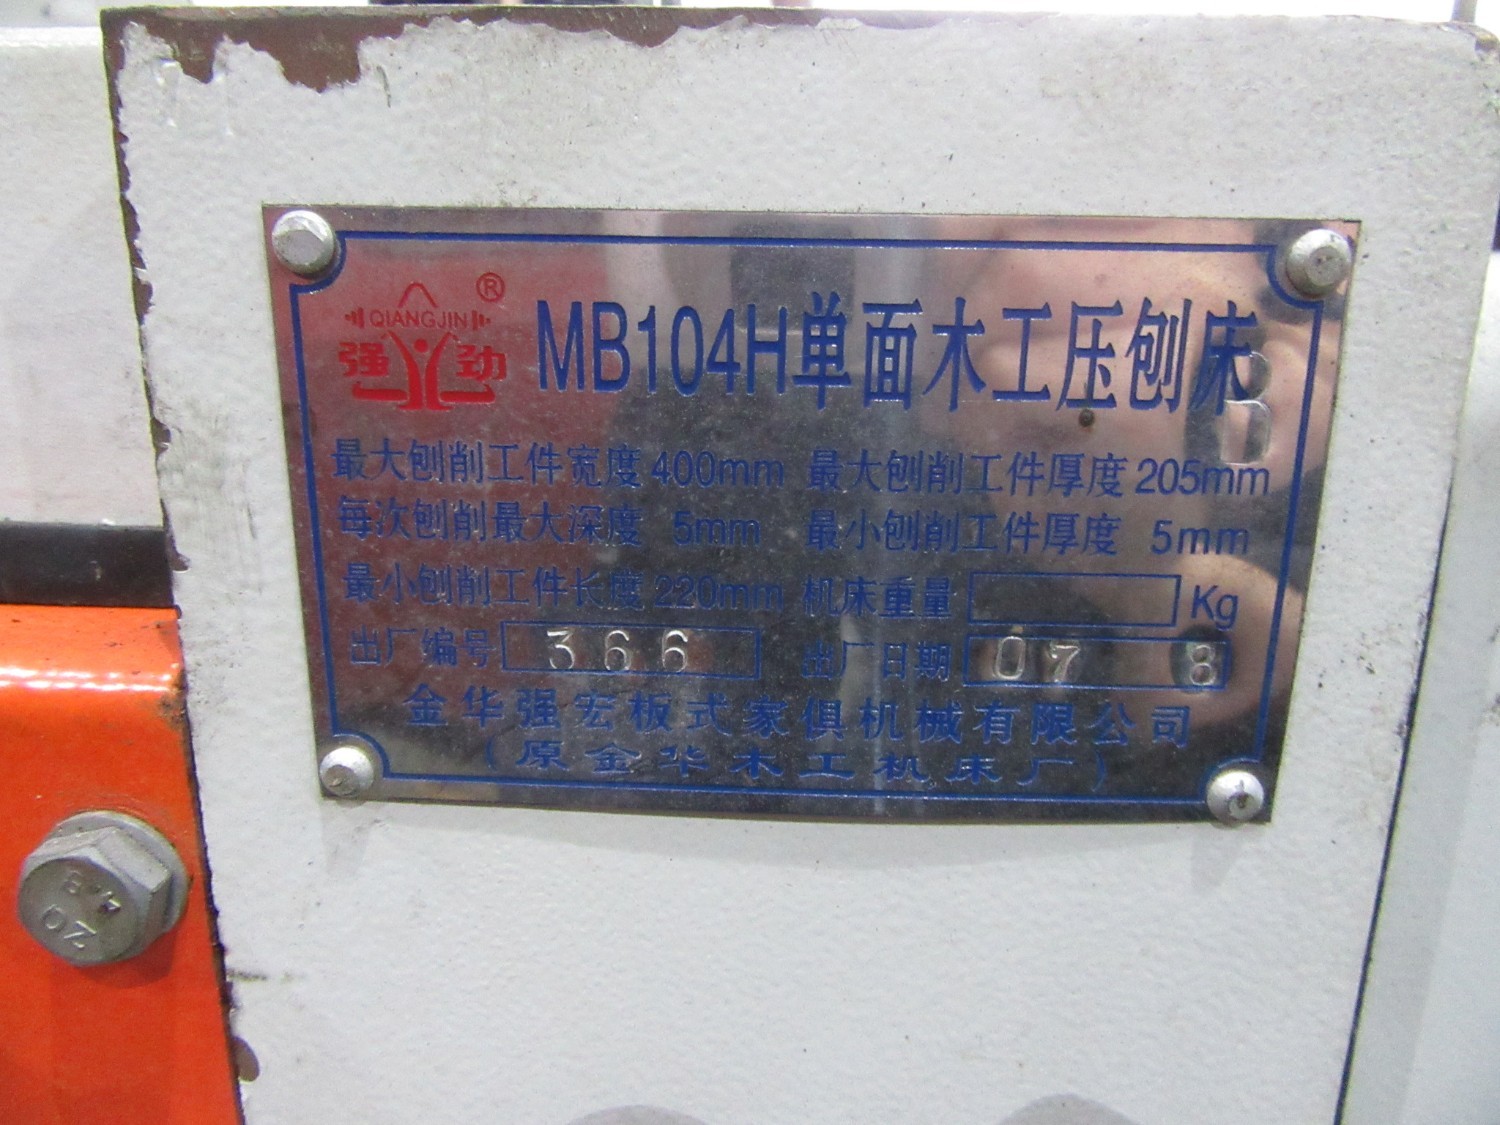 QIANGJIN ®
强劲
MB104H单面木工压刨床
8
最大刨削工件宽度 400mm 最大刨削工件厚度 205mm
每次刨削最大深度 5mm 最小刨削工件厚度 5mm
最小刨削工件长度 220mm 机床重量 Kg
出厂编号 366 出厂日期 07 8
金华强宏板式家俱机械有限公司
(原金华木工机床厂)
4.8
ZQ